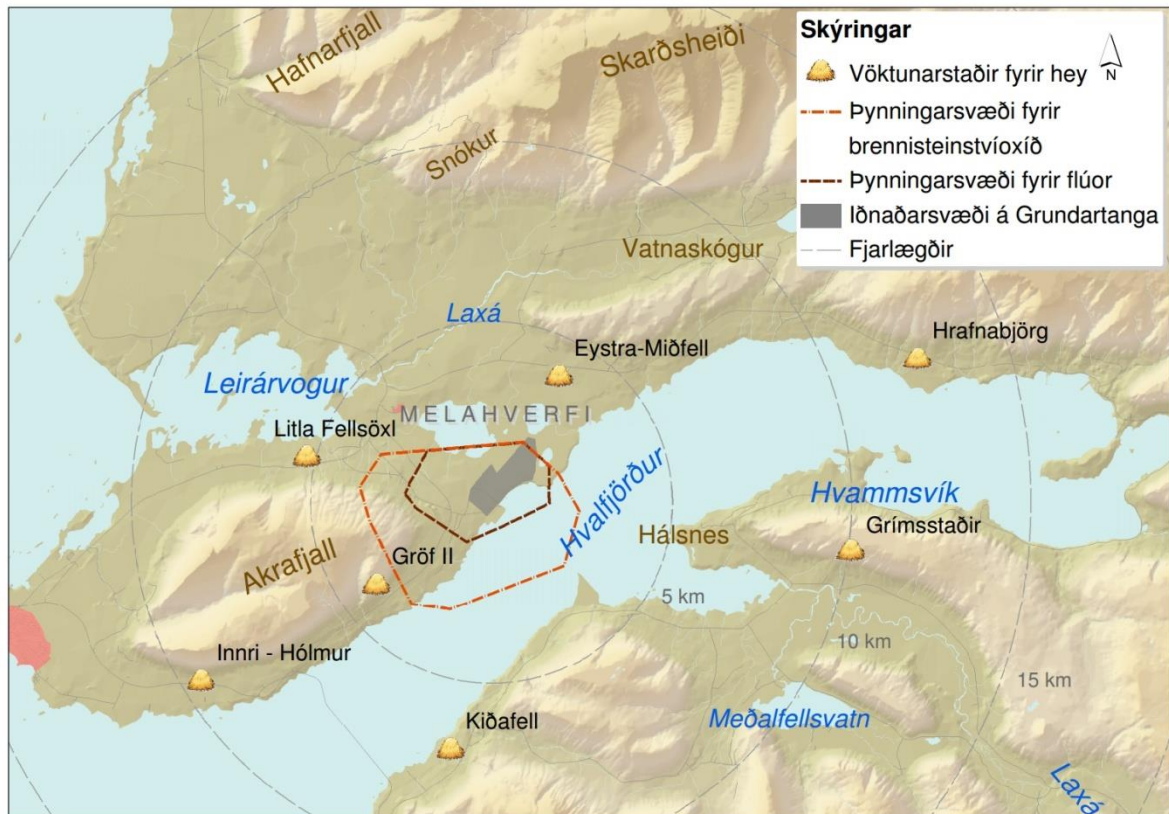 Skýringar
Vöktunarstaðir fyrir hey
N
Þynningarsvæði fyrir
brennisteinstvíoxíð
Þynningarsvæði fyrir flúor
Iðnaðarsvæði á Grundartanga
Fjarlægðir
Hafnarfjall
Skarðsheiði
Snókur
Vatnaskógur
Laxá
Eystra-Miðfell
Hrafnabjörg
Leirárvogur
MELAHVERFI
Litla Fellsöxl
Hvalfjörður
Hvammsvík
Grímsstaðir
Hálsnes
Akrafjall
Gröf II
5 km
10 km
15 km
Innri - Hólmur
Kiðafell
Meðalfellsvatn
Laxá